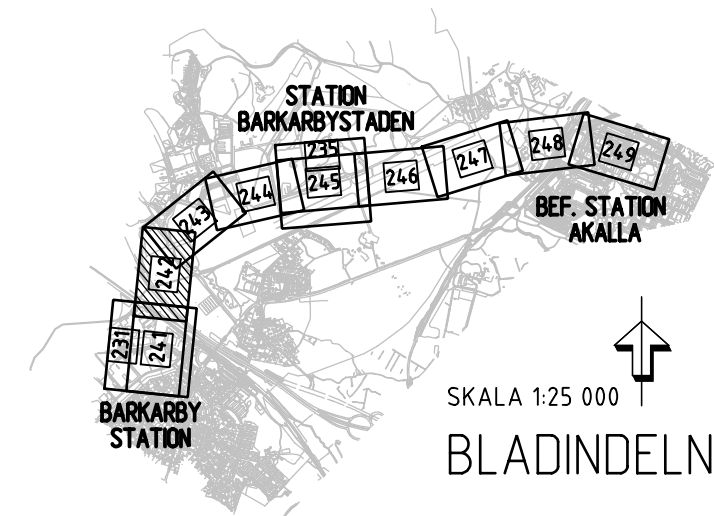 STATION
BARKARBYSTADEN
235
249
248
247
246
245
244
243
242
241
231
BEF. STATION
AKALLA
BARKARBY
STATION
SKALA 1:25 000
BLADINDELN